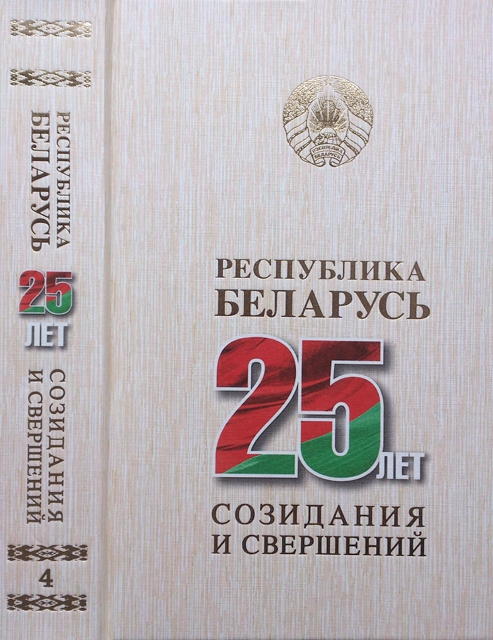 РЕСПУБЛИКА
БЕЛАРУСЬ
25
ЛЕТ
СОЗИДАНИЯ
И СВЕРШЕНИЙ
4
РЕСПУБЛИКА
БЕЛАРУСЬ
25 ЛЕТ
СОЗИДАНИЯ
И СВЕРШЕНИЙ